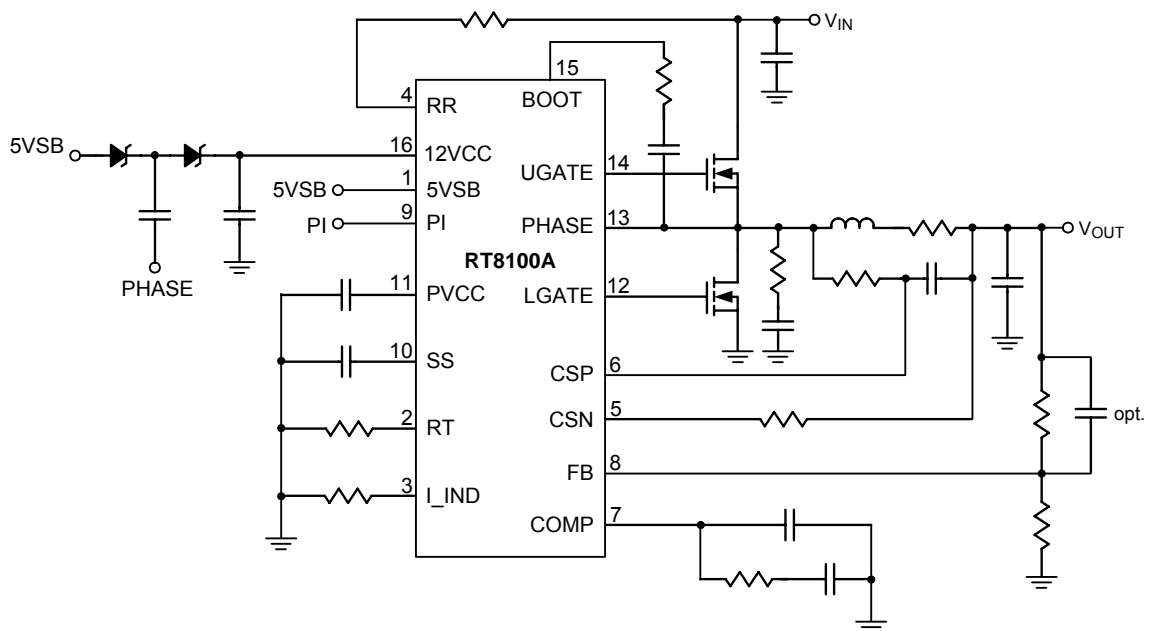 V_IN
15
BOOT
4
RR
5VSB
16
12VCC
UGATE
14
5VSB
1
5VSB
PI
9
PI
PHASE
13
V_OUT
RT8100A
PHASE
11
PVCC
LGATE
12
10
SS
CSP
6
2
RT
CSN
5
opt.
FB
8
3
I_IND
COMP
7